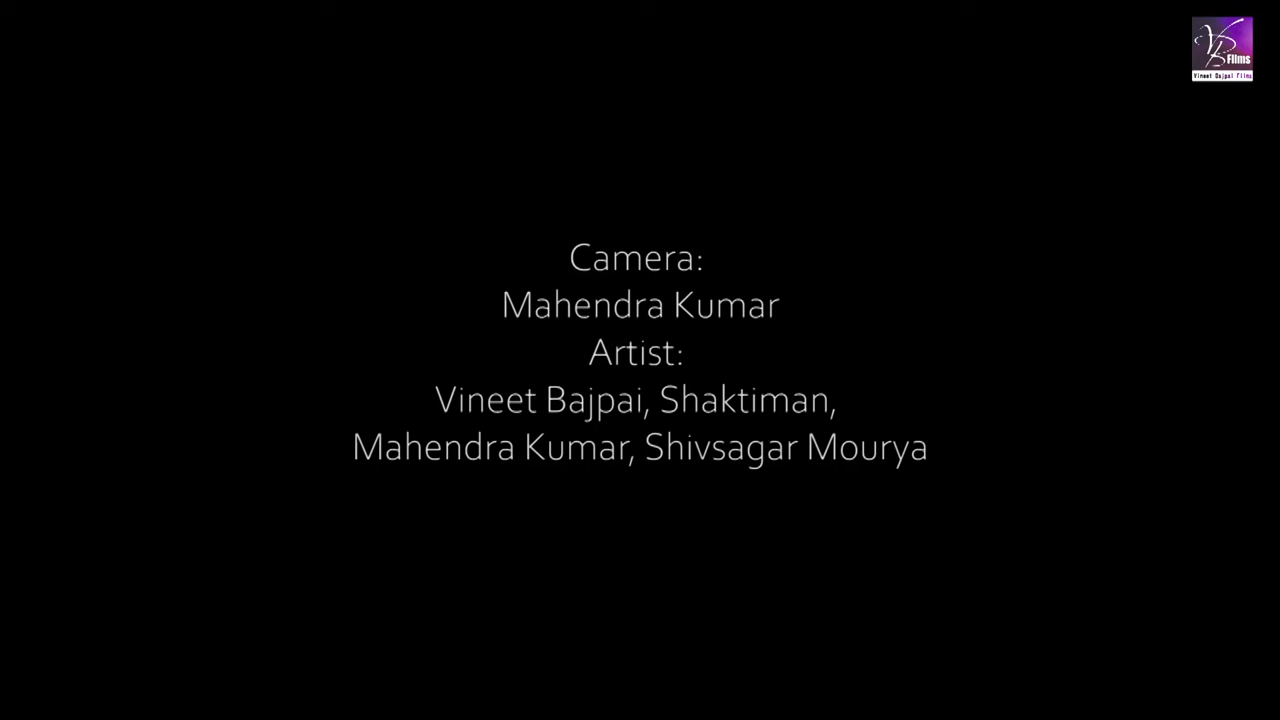 VB Films
Vineet Bajpai Films
Camera:
Mahendra Kumar
Artist:
Vineet Bajpai, Shaktiman,
Mahendra Kumar, Shivsagar Mourya